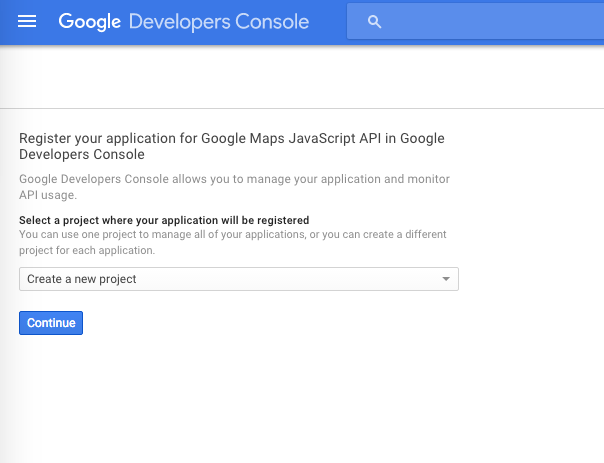 Google Developers Console
Register your application for Google Maps JavaScript API in Google
Developers Console
Google Developers Console allows you to manage your application and monitor
API usage.
Select a project where your application will be registered
You can use one project to manage all of your applications, or you can create a different
project for each application.
Create a new project
Continue